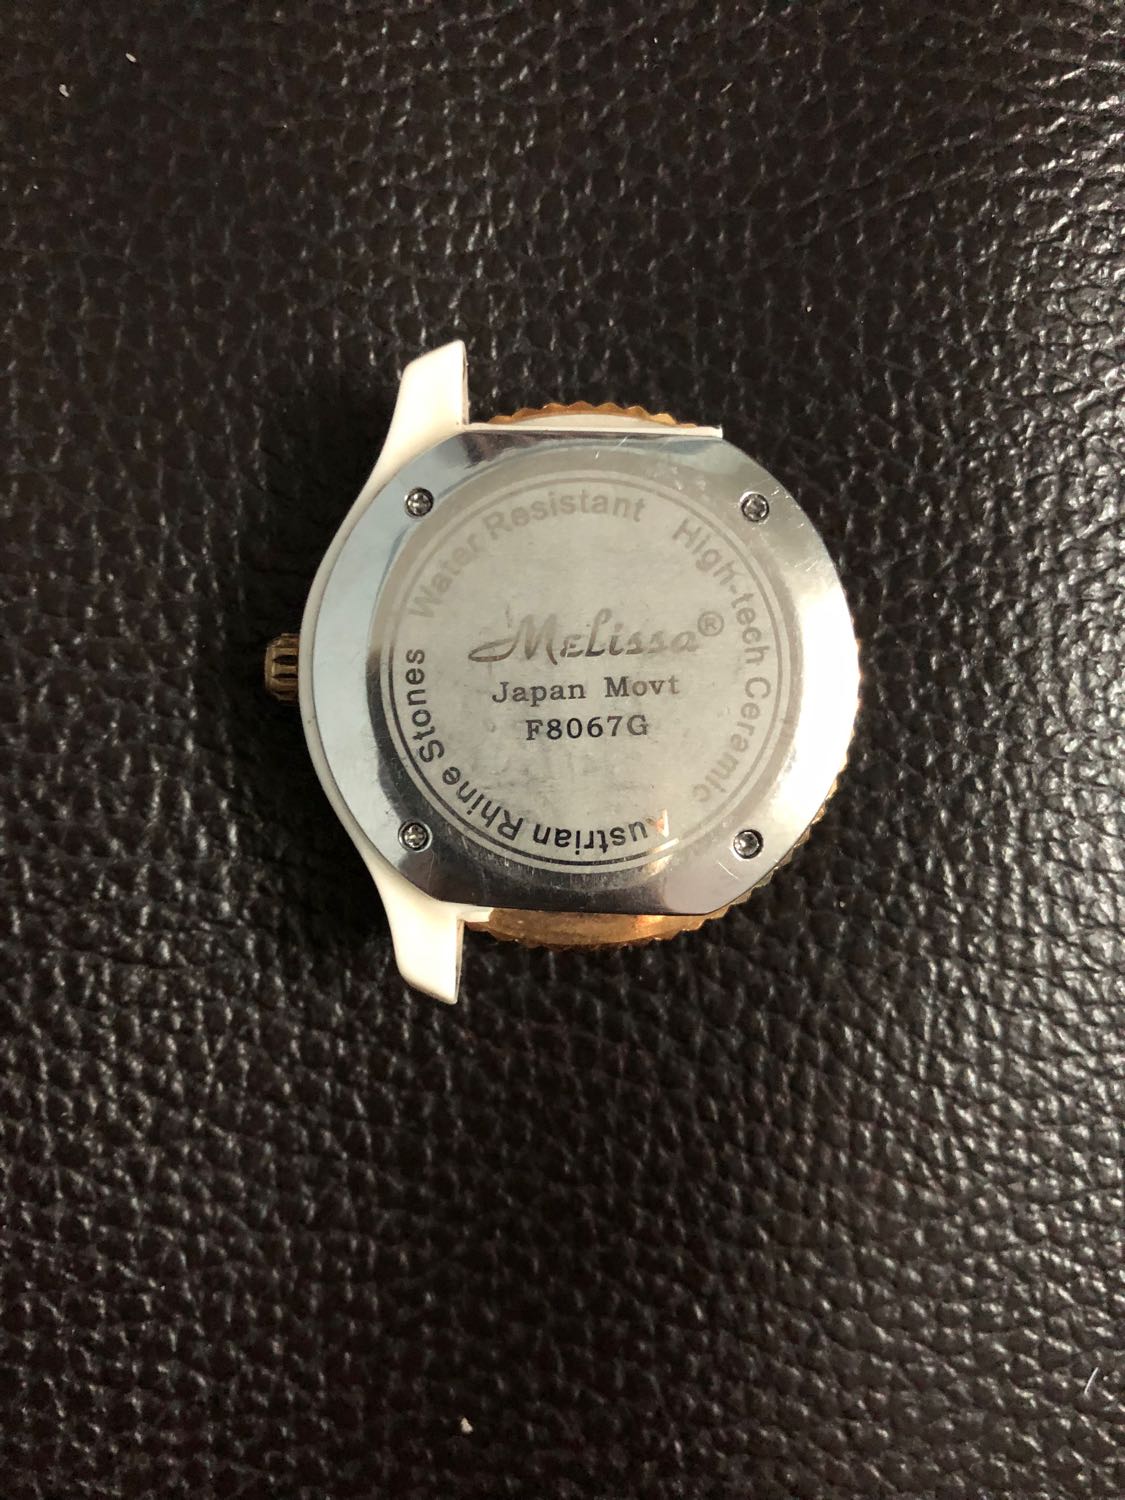 Water Resistant
High-tech Ceramic
Austrian Rhine Stones
Melissa®
Japan Movt
F8067G